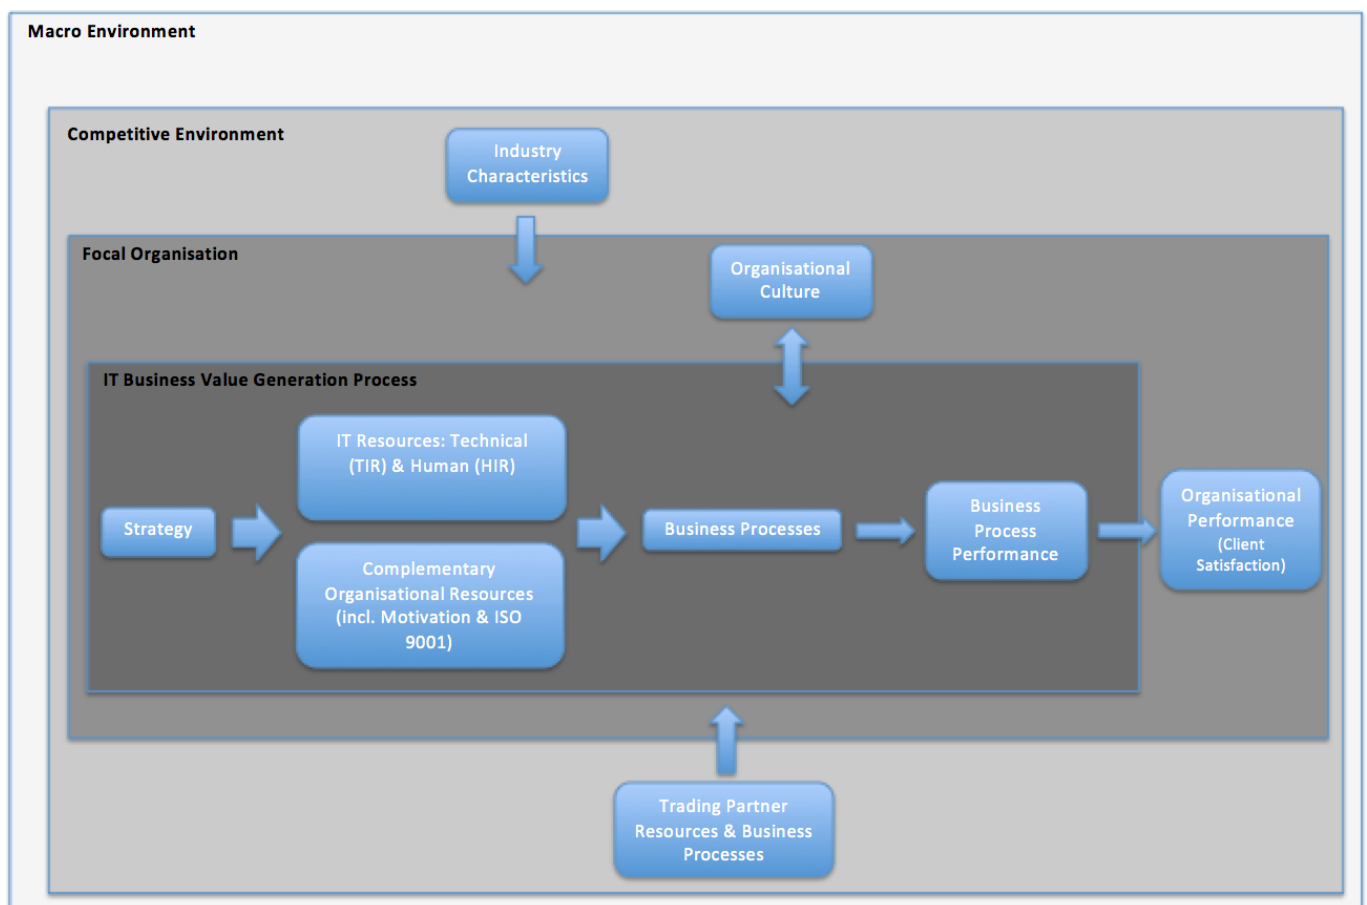 Macro Environment
Competitive Environment
Industry
Characteristics
Focal Organisation
Organisational
Culture
IT Business Value Generation Process
IT Resources: Technical
(TIR) & Human (HIR)
Strategy
Complementary
Organisational Resources
(incl. Motivation & ISO
9001)
Business Processes
Business
Process
Performance
Organisational
Performance
(Client
Satisfaction)
Trading Partner
Resources & Business
Processes